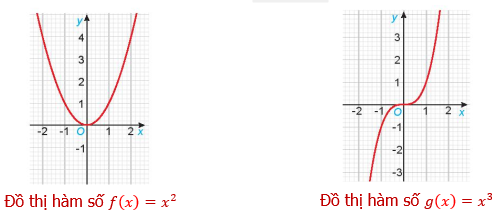 y
4
3
2
1
-2 -1 O 1 2 x
-1
Đồ thị hàm số f(x) = x²
y
3
2
1
-2 -1 O 1 2 x
-1
-2
-3
Đồ thị hàm số g(x) = x³